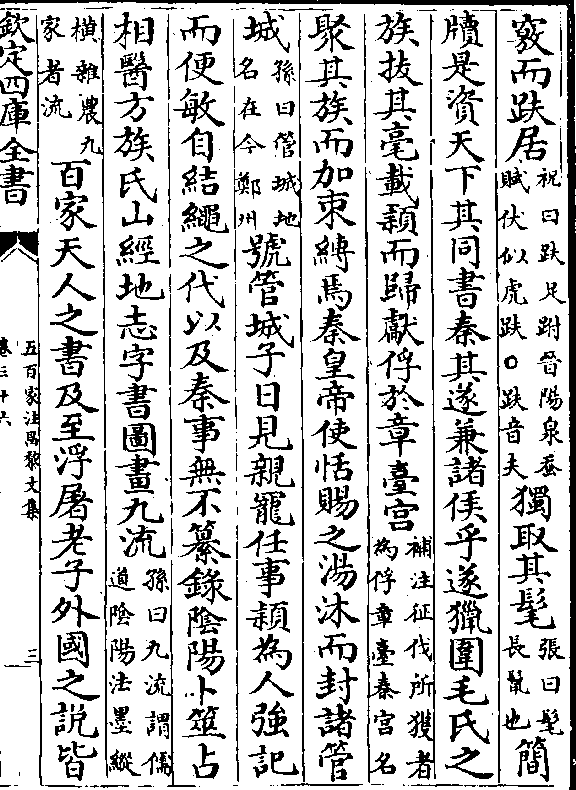 竅而趺居祝曰趺足跗晉陽泉蚕賦伏似虎趺○趺音夫獨取其髦張曰髦長鬣也簡
牘是資天下其同書秦其遂兼諸侯乎遂獵圍毛氏之
族拔其毫載穎而歸獻俘於章臺宮補注征伐所獲者為俘章臺秦宮名
聚其族而加束縛焉秦皇帝使恬賜之湯沐而封諸管
城孫曰管城地名在今鄭州號管城子日見親寵任事穎為人強記
而便敏自結繩之代以及秦事無不纂錄陰陽卜筮占
相醫方族氏山經地志字書圖畫九流孫曰九流謂儒道陰陽法墨縱
橫雜農九家者流百家天人之書及至浮屠老子外國之說皆
欽定四庫全書
五百家注昌黎文集
卷三十六
三